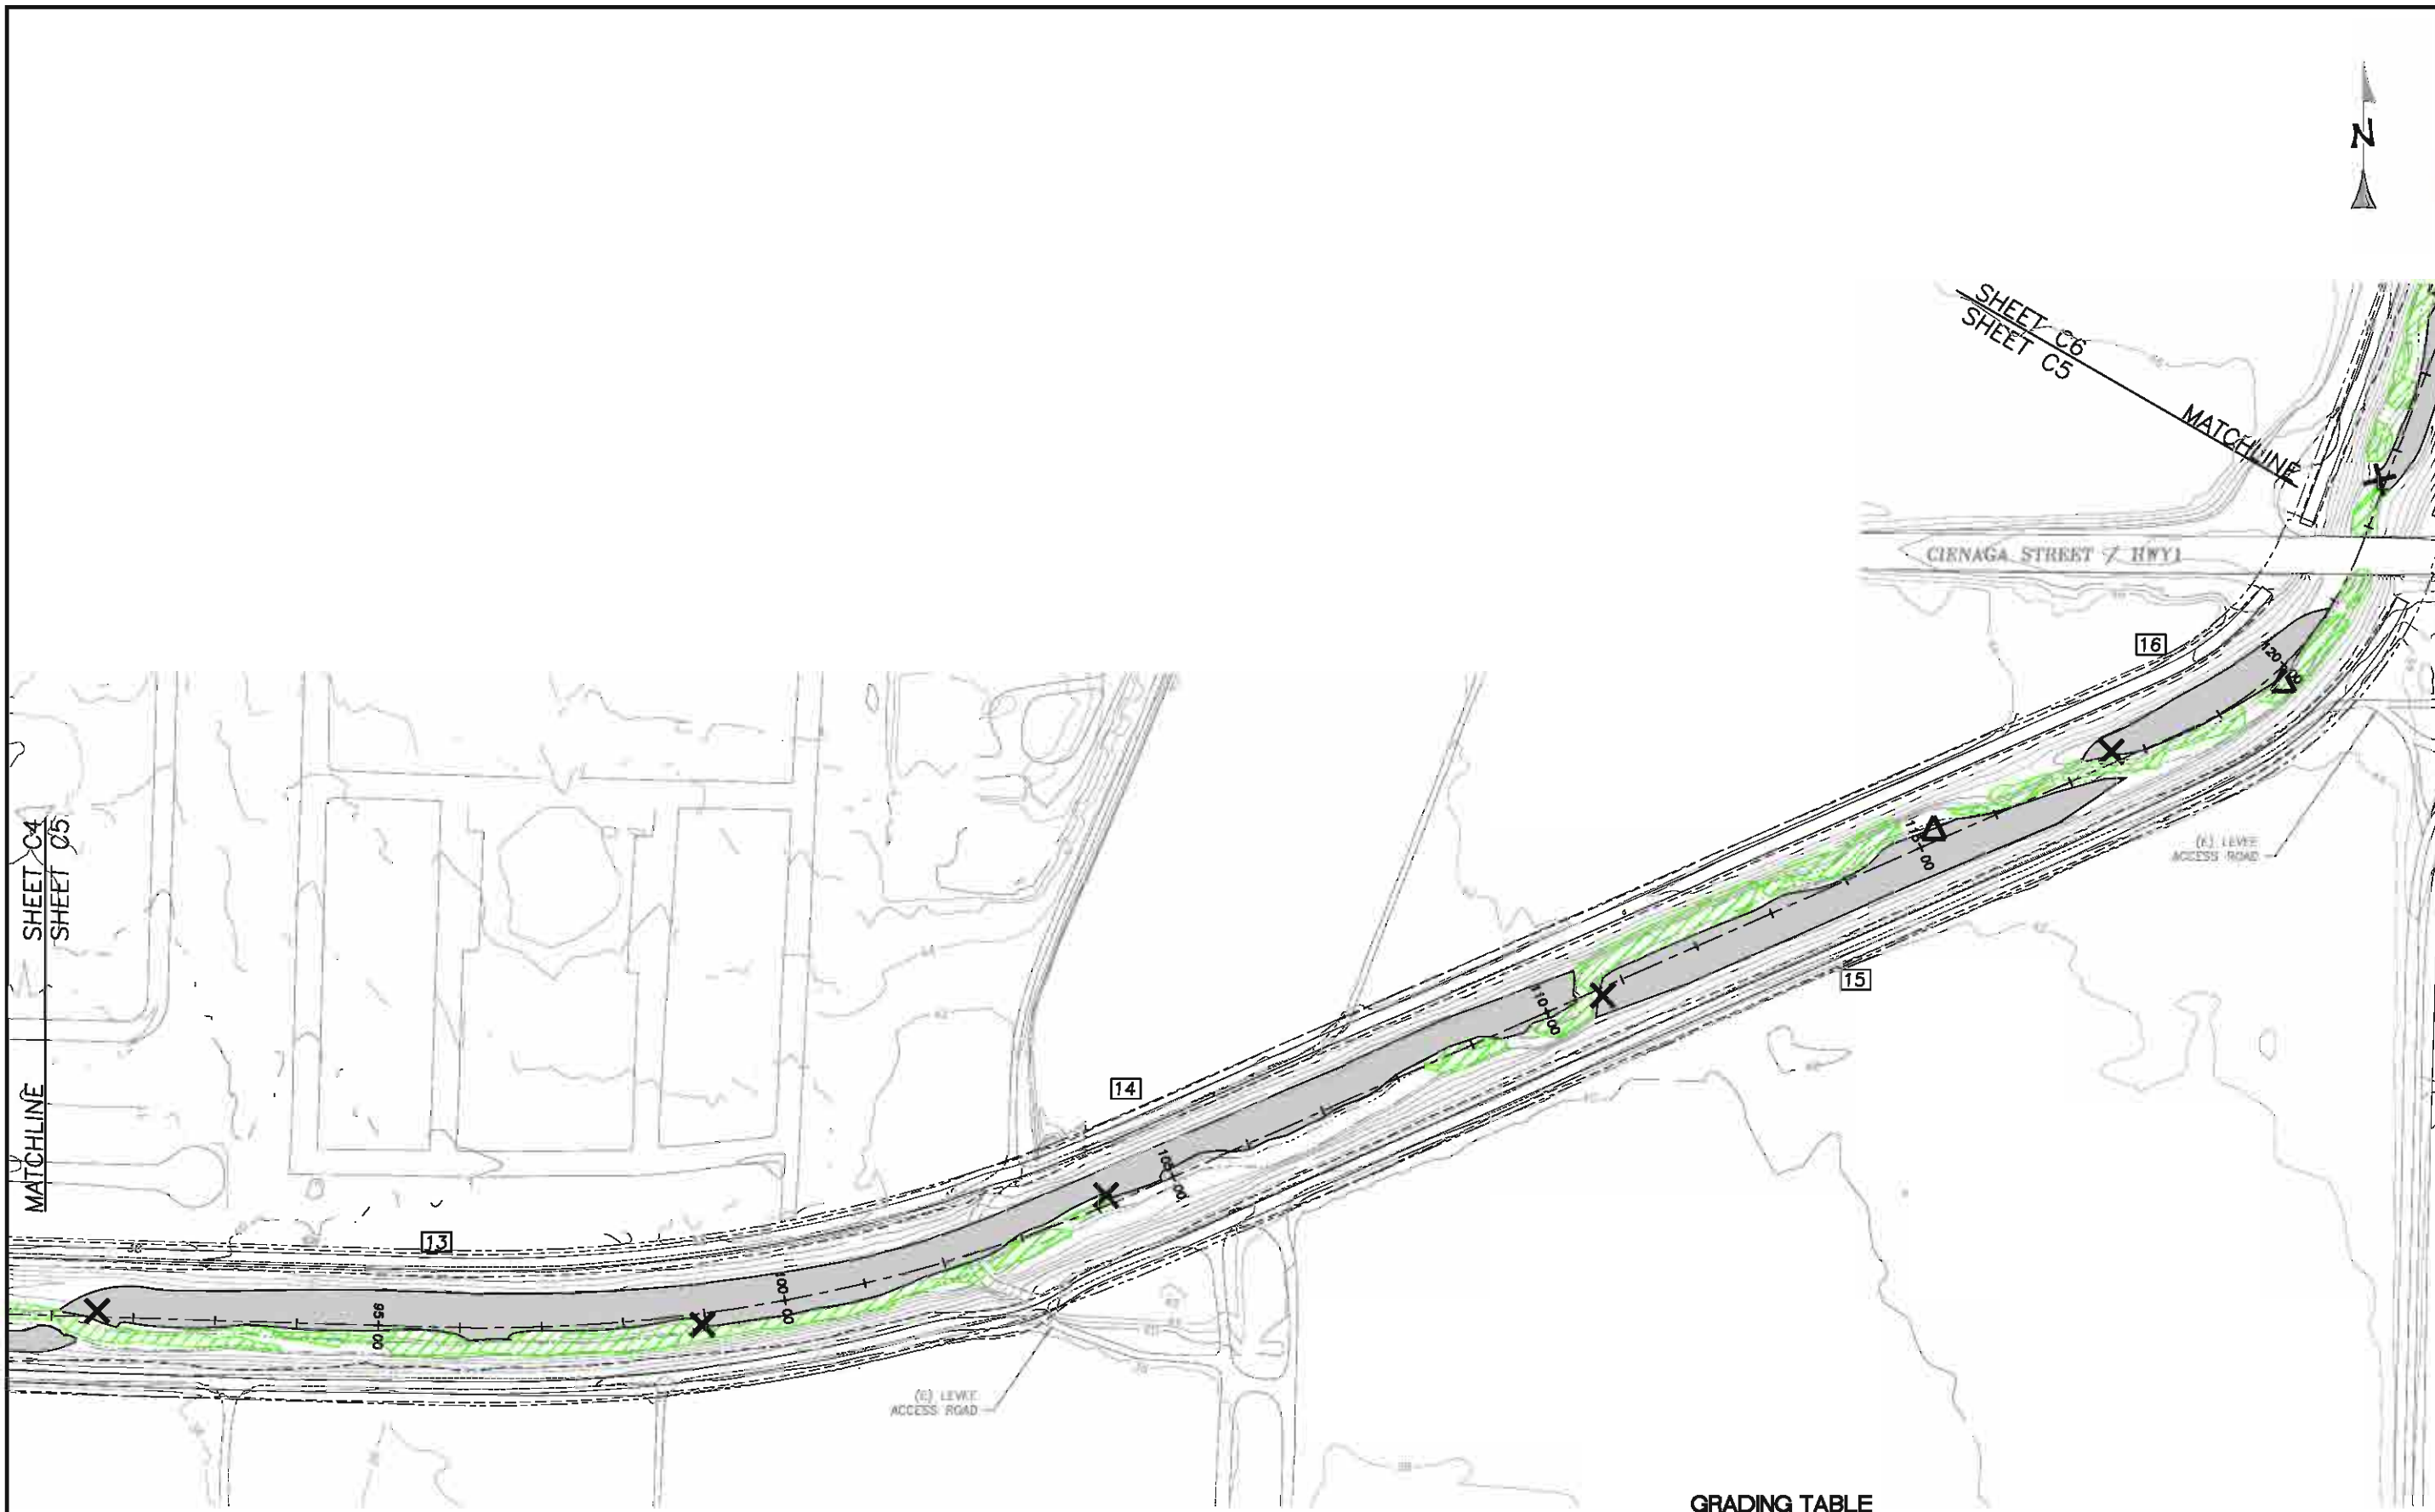 N
SHEET C6
SHEET C5
MATCHLINE
CIENAGA STREET / HWY1
16
120+00
(E) LEVEE
ACCESS ROAD
115+00
15
110+00
14
105+00
SHEET C4
SHEET C5
MATCHLINE
13
95+00
100+00
(E) LEVEE
ACCESS ROAD
GRADING TABLE